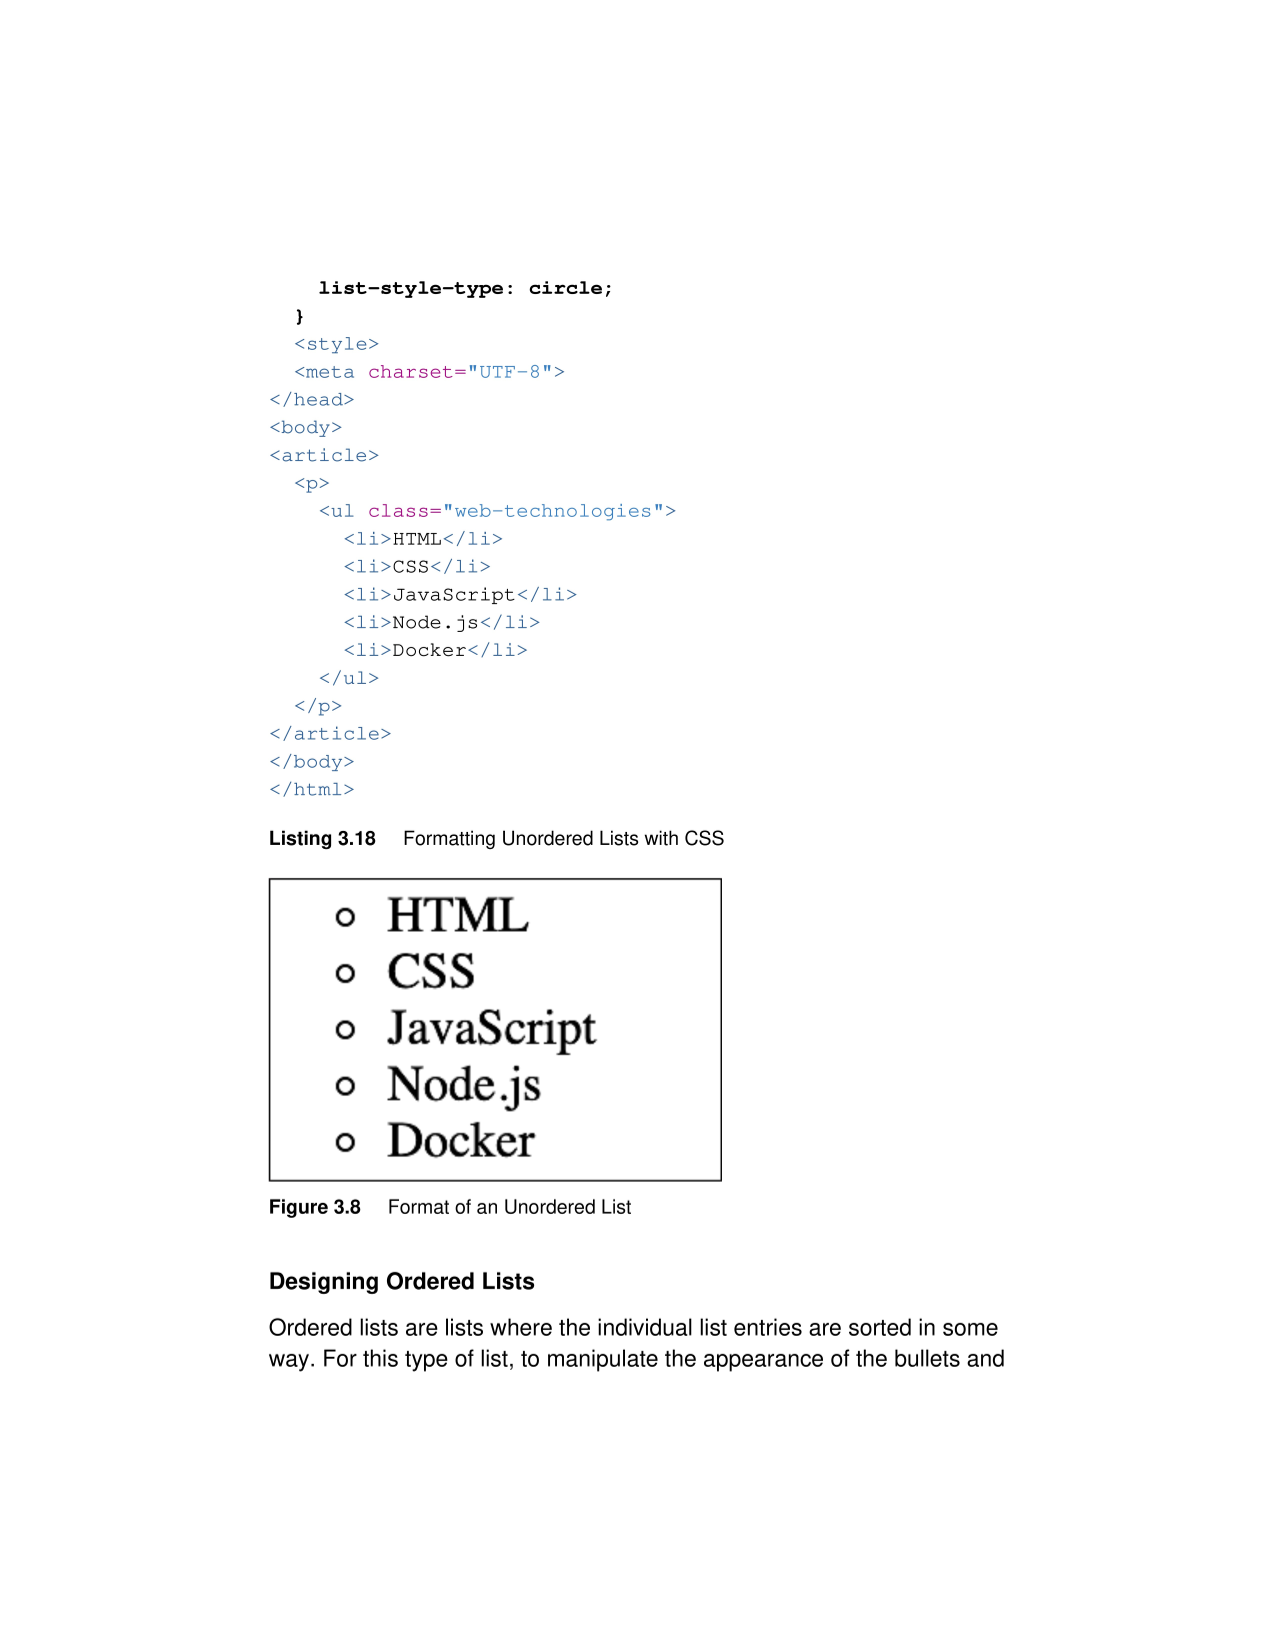 list-style-type: circle;
  }
  <style>
  <meta charset="UTF-8">
</head>
<body>
<article>
  <p>
    <ul class="web-technologies">
      <li>HTML</li>
      <li>CSS</li>
      <li>JavaScript</li>
      <li>Node.js</li>
      <li>Docker</li>
    </ul>
  </p>
</article>
</body>
</html>
Listing 3.18 Formatting Unordered Lists with CSS
HTML
CSS
JavaScript
Node.js
Docker
Figure 3.8 Format of an Unordered List
Designing Ordered Lists
Ordered lists are lists where the individual list entries are sorted in some
way. For this type of list, to manipulate the appearance of the bullets and